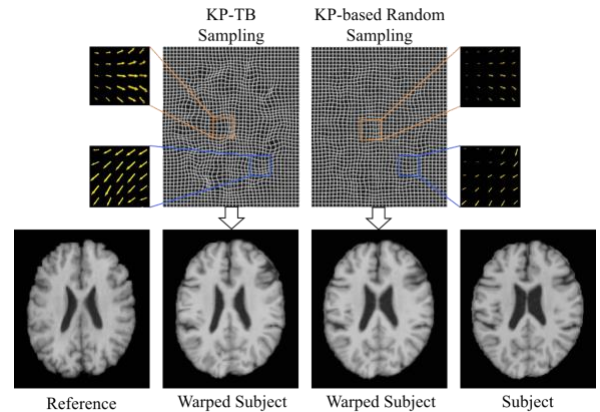 KP-TB
Sampling
KP-based Random
Sampling
Reference
Warped Subject
Warped Subject
Subject